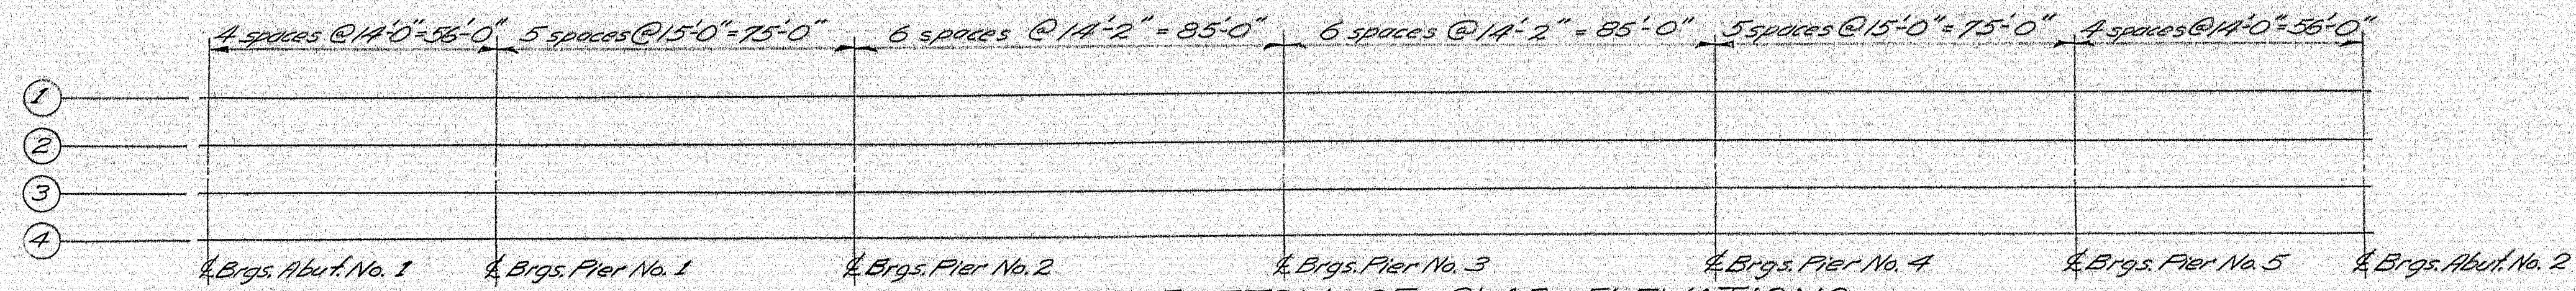 4 spaces @ 14'-0" = 56'-0" 5 spaces @ 15'-0" = 75'-0" 6 spaces @ 14'-2" = 85'-0" 6 spaces @ 14'-2" = 85'-0" 5 spaces @ 15'-0" = 75'-0" 4 spaces @ 14'-0" = 56'-0"
1
2
3
4
℄ Brgs. Abut. No. 1 ℄ Brgs. Pier No. 1 ℄ Brgs. Pier No. 2 ℄ Brgs. Pier No. 3 ℄ Brgs. Pier No. 4 ℄ Brgs. Pier No. 5 ℄ Brgs. Abut. No. 2